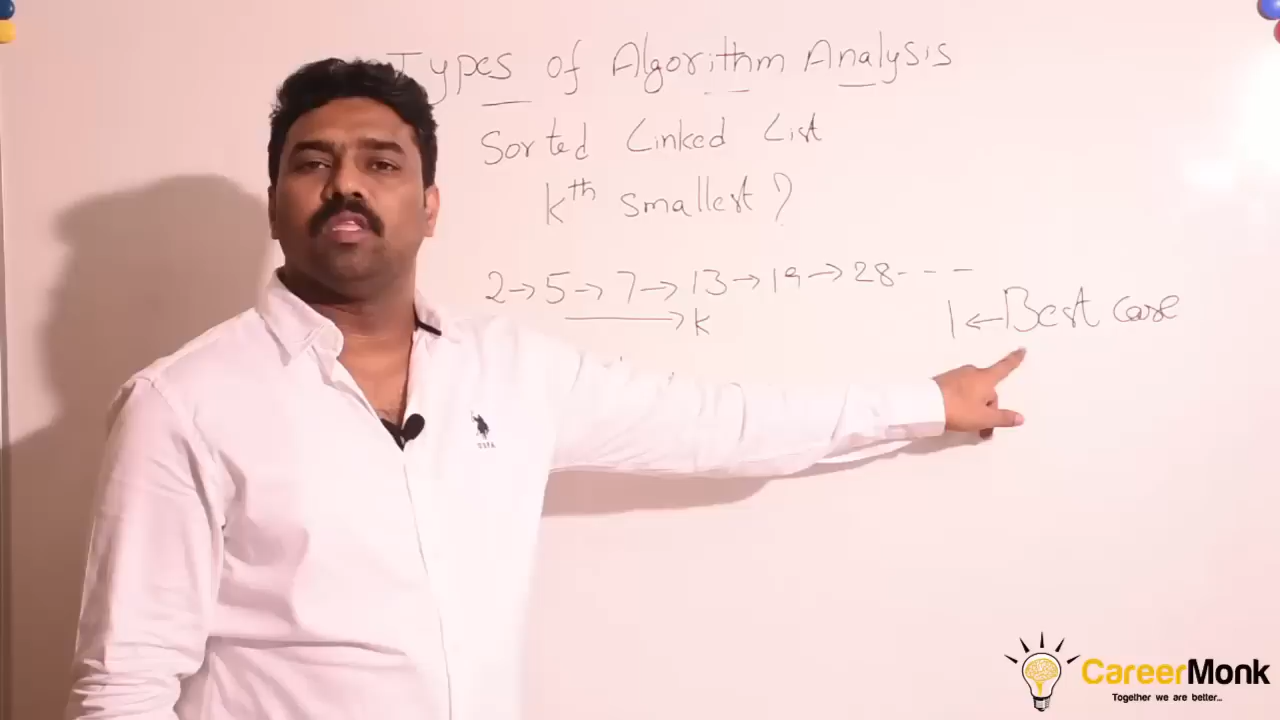 Types of Algorithm Analysis
Sorted Linked List
kth smallest?
2→5→7→13→19→28---
k
1←Best case
USPA
CareerMonk
Together we are better...